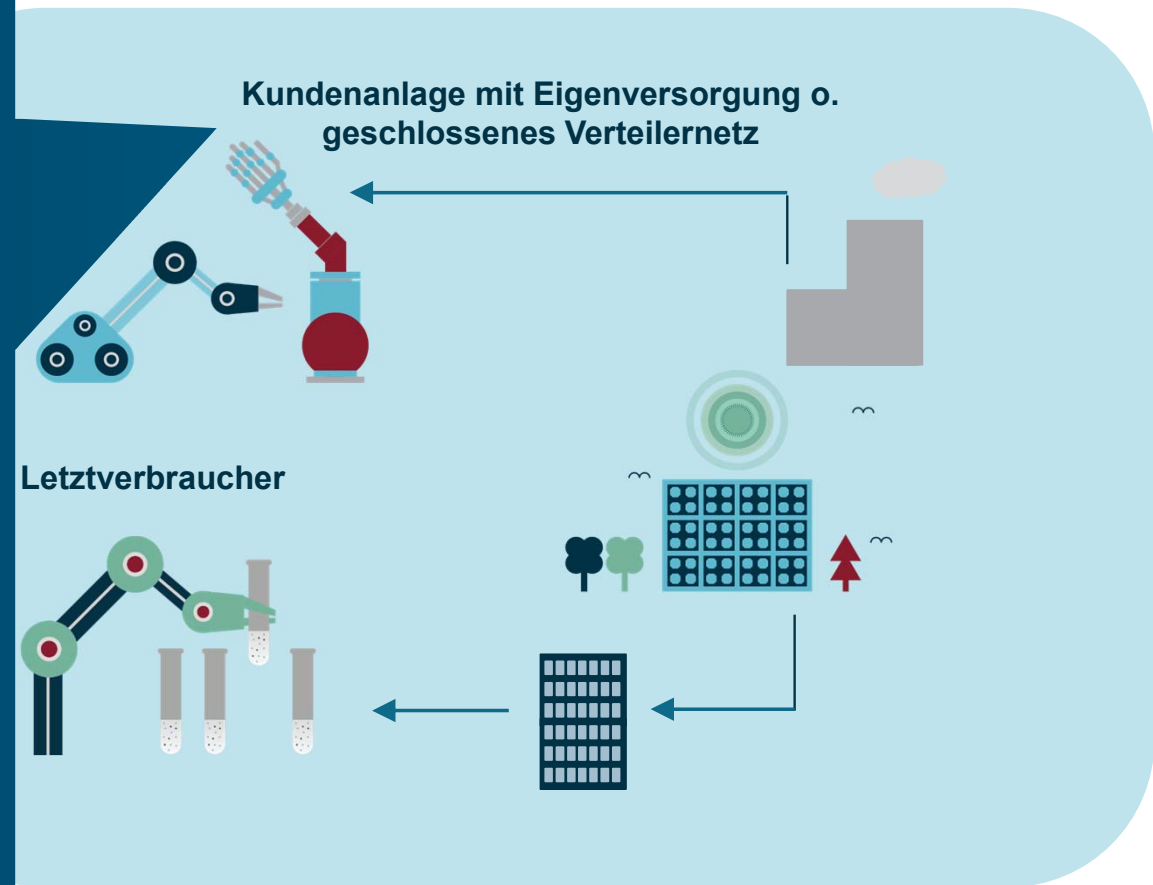 Kundenanlage mit Eigenversorgung o.
geschlossenes Verteilernetz
Letztverbraucher